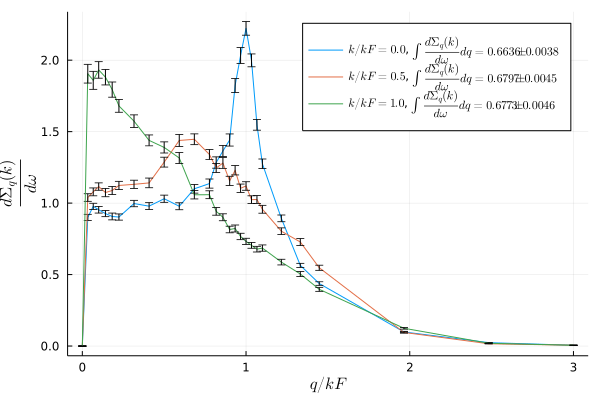 k/kF = 0.0, ∫ dΣ_q(k)/dω dq = 0.6636±0.0038
k/kF = 0.5, ∫ dΣ_q(k)/dω dq = 0.6797±0.0045
k/kF = 1.0, ∫ dΣ_q(k)/dω dq = 0.6773±0.0046
2.0
1.5
1.0
0.5
0.0
dΣ_q(k)/dω
0 1 2 3
q/kF